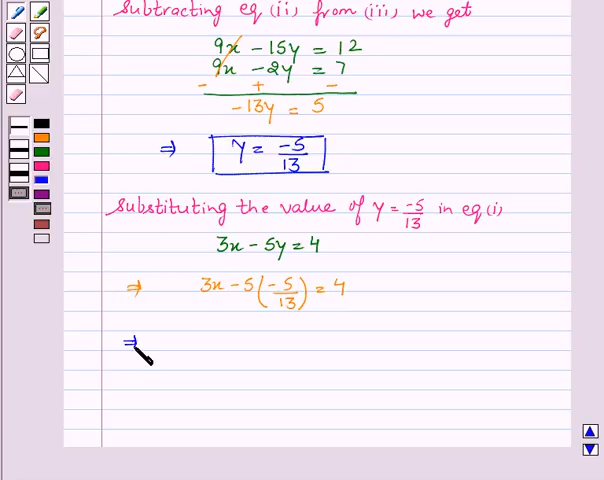 Subtracting eq (ii) from (iii) we get
9x - 15y = 12
9x - 2y = 7
- + -
-13y = 5
⇒ y = -5/13
Substituting the value of y = -5/13 in eq (i)
3x - 5y = 4
⇒ 3x - 5(-5/13) = 4
⇒